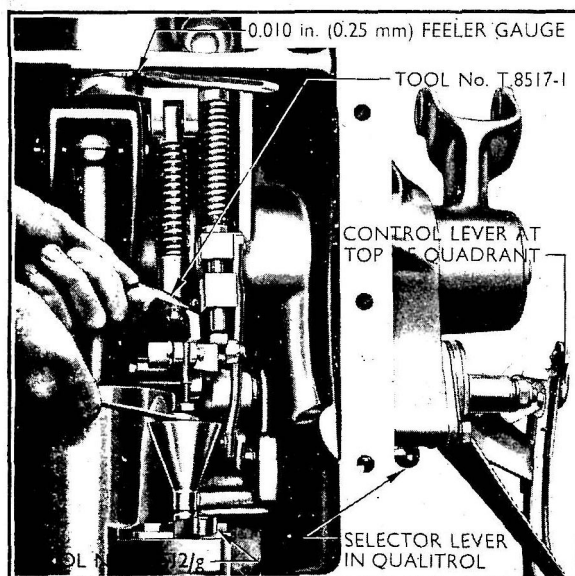 0.010 in. (0.25 mm) FEELER GAUGE
TOOL No. T.8517-1
CONTROL LEVER AT
TOP QUADRANT
SELECTOR LEVER
IN QUALITROL